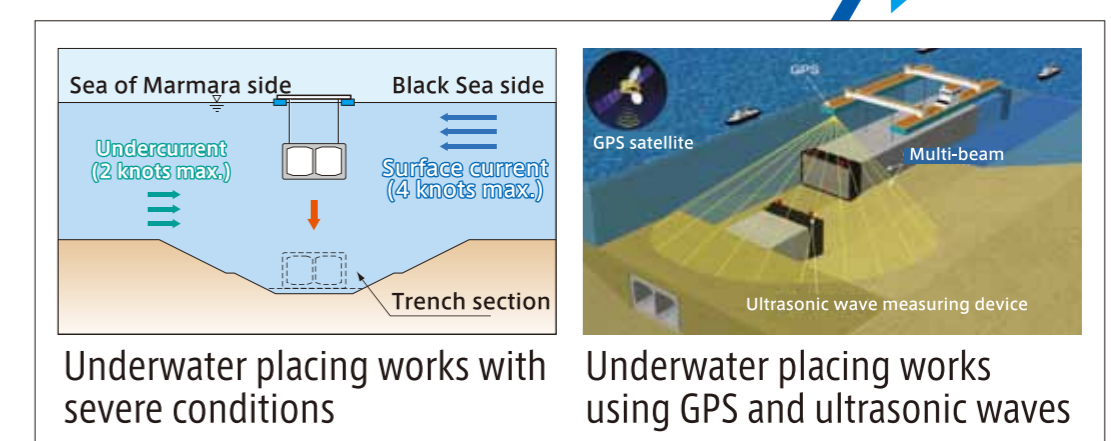 Sea of Marmara side
Black Sea side
Undercurrent
(2 knots max.)
Surface current
(4 knots max.)
Trench section
Underwater placing works with
severe conditions
GPS
GPS satellite
Multi-beam
Ultrasonic wave measuring device
Underwater placing works
using GPS and ultrasonic waves